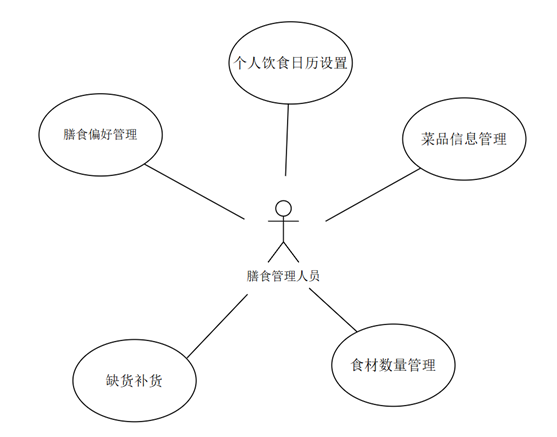 个人饮食日历设置
膳食偏好管理
菜品信息管理
膳食管理人员
食材数量管理
缺货补货